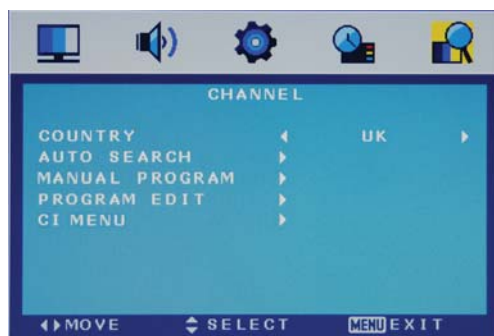 CHANNEL
COUNTRY UK
AUTO SEARCH
MANUAL PROGRAM
PROGRAM EDIT
CI MENU
MOVE SELECT MENU EXIT